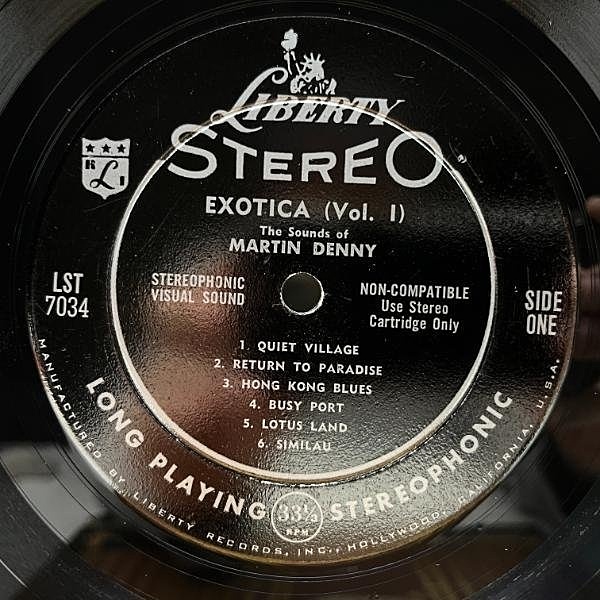 LIBERTY
STEREO
R L I
EXOTICA (Vol. 1)
The Sounds of
MARTIN DENNY
LST
7034
STEREOPHONIC
VISUAL SOUND
NON-COMPATIBLE
Use Stereo
Cartridge Only
SIDE
ONE
1. QUIET VILLAGE
2. RETURN TO PARADISE
3. HONG KONG BLUES
4. BUSY PORT
5. LOTUS LAND
6. SIMILAU
LONG PLAYING 33⅓ RPM STEREOPHONIC
MANUFACTURED BY LIBERTY RECORDS, INC., HOLLYWOOD, CALIFORNIA, U.S.A.